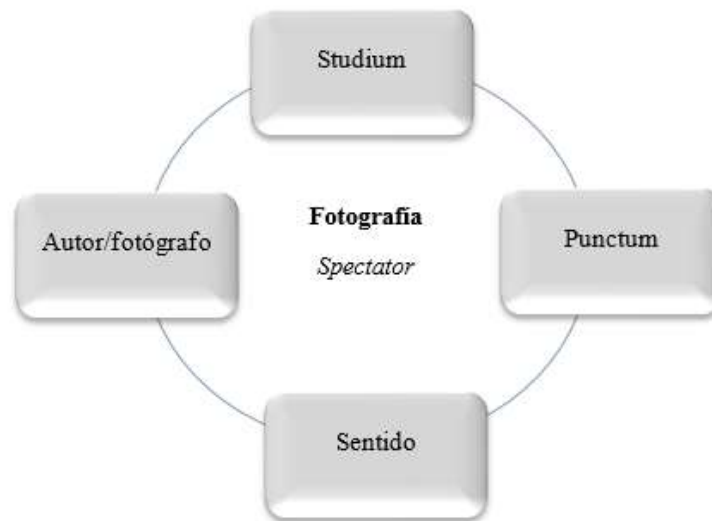 Studium
Autor/fotógrafo
Fotografía
Spectator
Punctum
Sentido